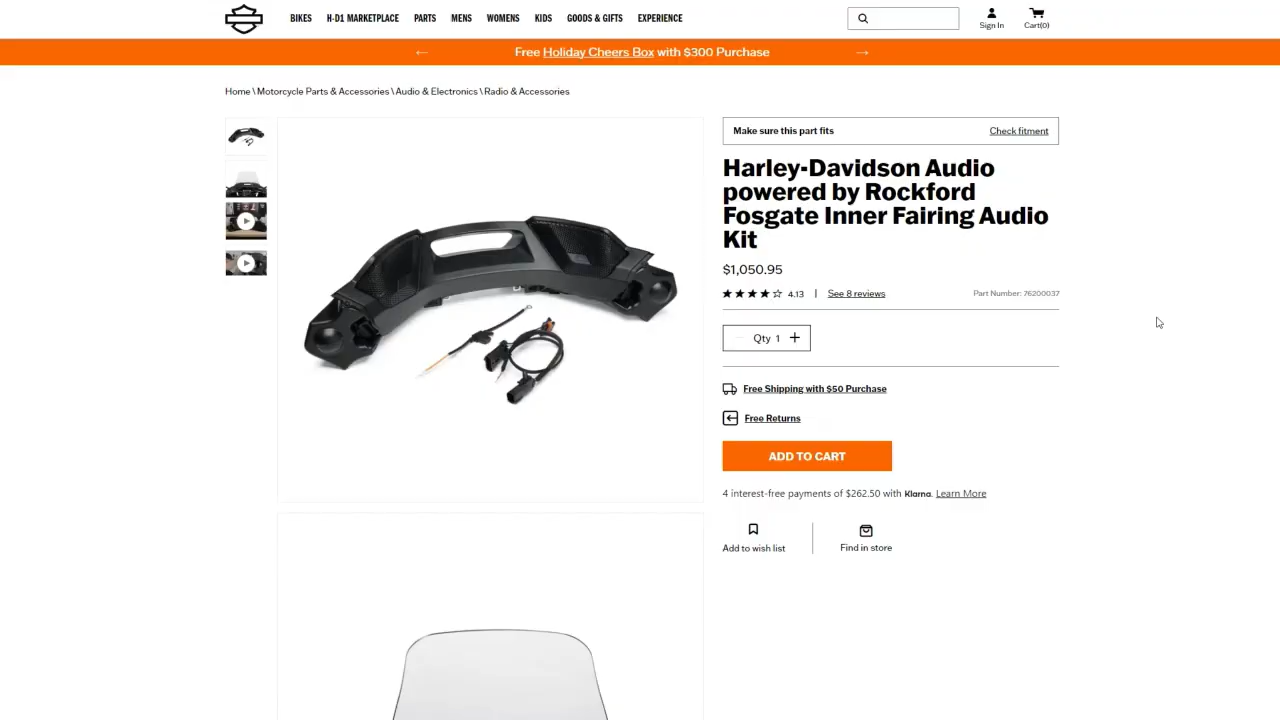 BIKES H-D1 MARKETPLACE PARTS MENS WOMENS KIDS GOODS & GIFTS EXPERIENCE
Sign In Cart(0)
← Free Holiday Cheers Box with $300 Purchase →
Home \ Motorcycle Parts & Accessories \ Audio & Electronics \ Radio & Accessories
Make sure this part fits Check fitment
Harley-Davidson Audio
powered by Rockford
Fosgate Inner Fairing Audio
Kit
$1,050.95
4.13 | See 8 reviews Part Number: 76200037
Qty 1 +
Free Shipping with $50 Purchase
Free Returns
ADD TO CART
4 interest-free payments of $262.50 with Klarna. Learn More
Add to wish list Find in store